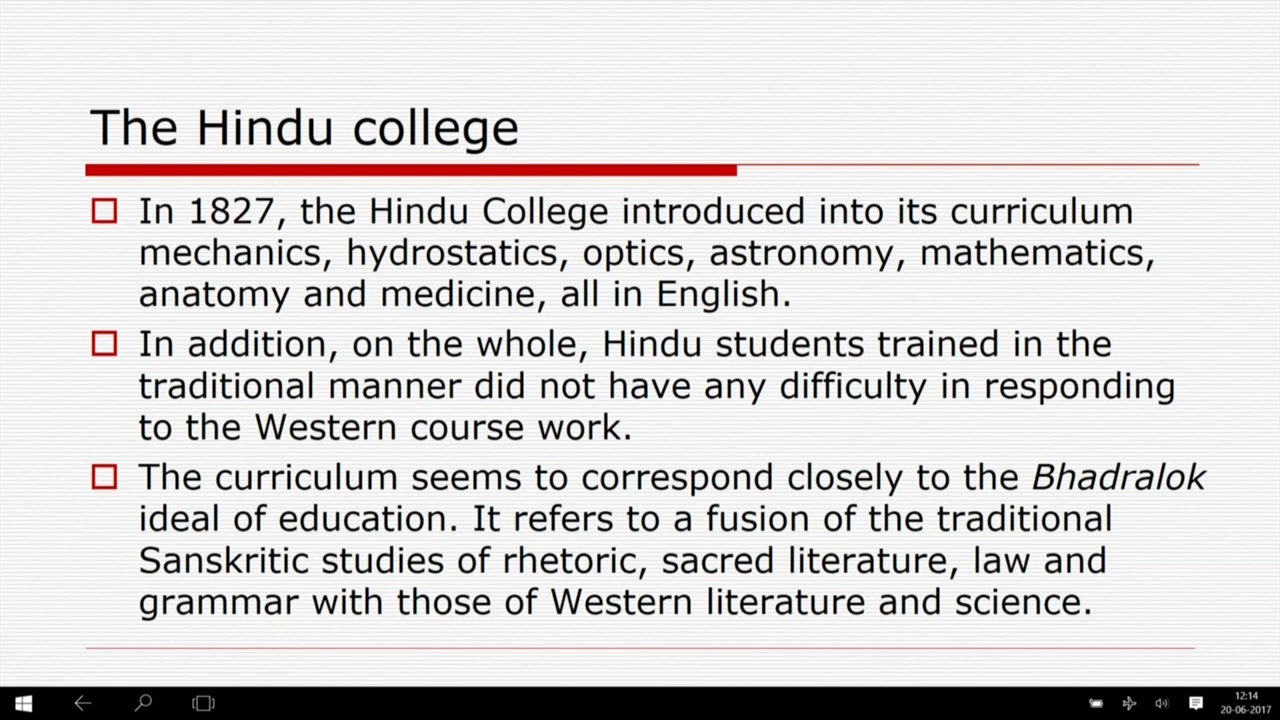 The Hindu college
In 1827, the Hindu College introduced into its curriculum
mechanics, hydrostatics, optics, astronomy, mathematics,
anatomy and medicine, all in English.
In addition, on the whole, Hindu students trained in the
traditional manner did not have any difficulty in responding
to the Western course work.
The curriculum seems to correspond closely to the Bhadralok
ideal of education. It refers to a fusion of the traditional
Sanskritic studies of rhetoric, sacred literature, law and
grammar with those of Western literature and science.
12:14
20-06-2017